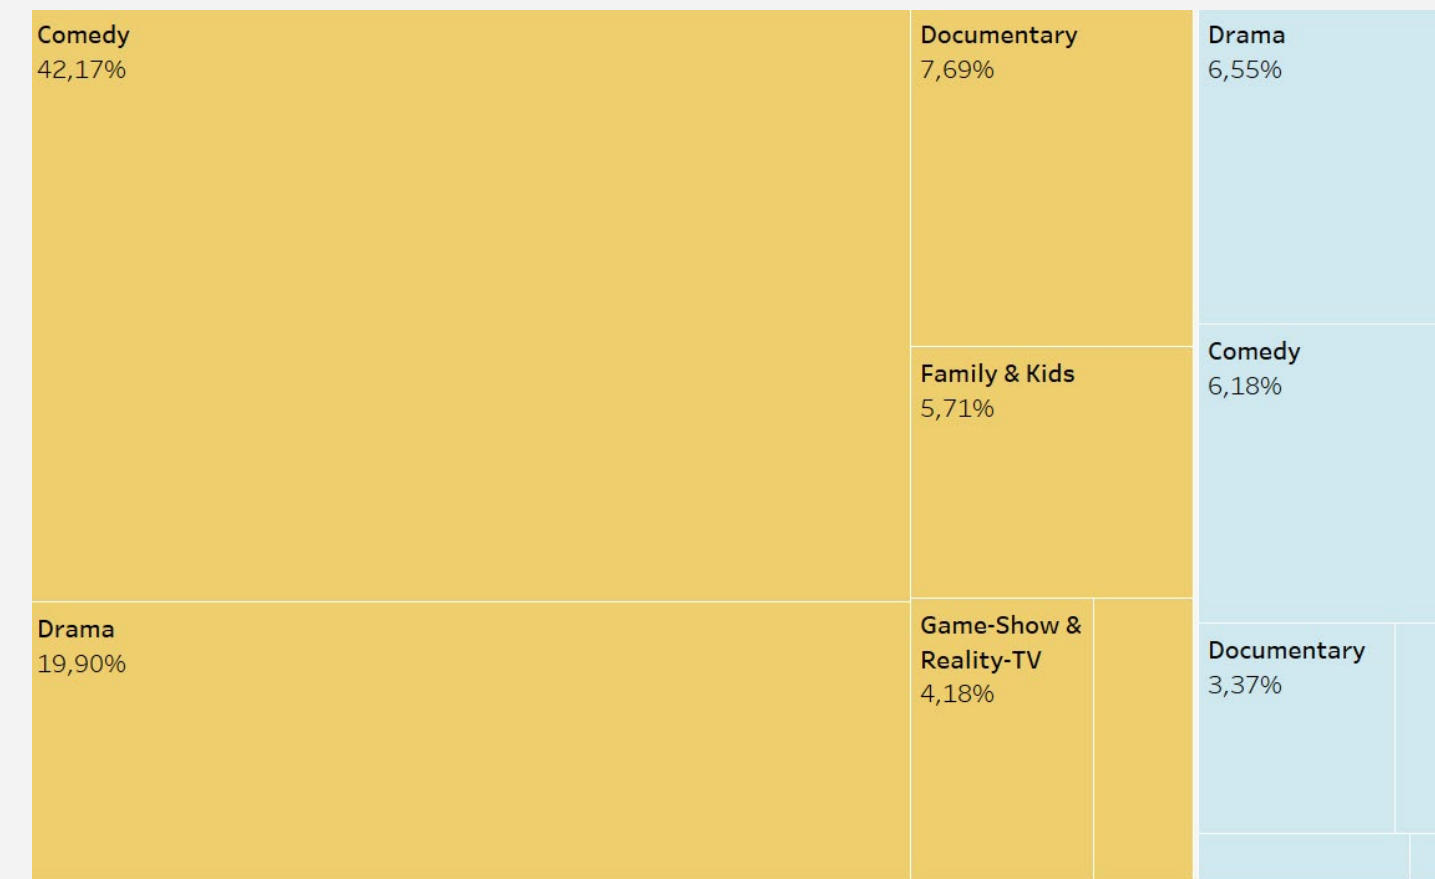 Comedy
42,17%
Drama
19,90%
Documentary
7,69%
Family & Kids
5,71%
Game-Show &
Reality-TV
4,18%
Drama
6,55%
Comedy
6,18%
Documentary
3,37%